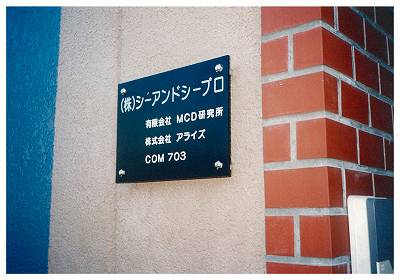 (株)シーアンドシープロ
有限会社 MCD研究所
株式会社 アライズ
COM 703